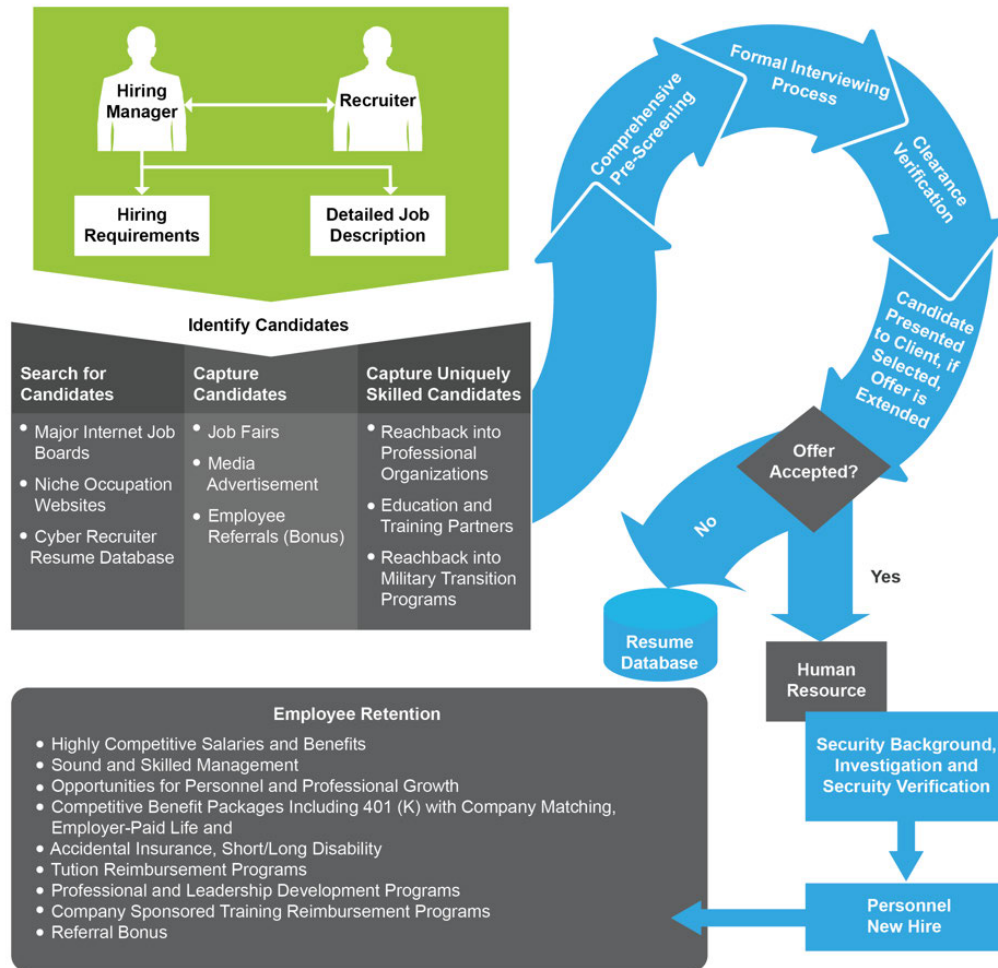 Hiring
Manager
Recruiter
Hiring
Requirements
Detailed Job
Description
Identify Candidates
Search for
Candidates
• Major Internet Job
Boards
• Niche Occupation
Websites
• Cyber Recruiter
Resume Database
Capture
Candidates
• Job Fairs
• Media
Advertisement
• Employee
Referrals (Bonus)
Capture Uniquely
Skilled Candidates
• Reachback into
Professional
Organizations
• Education and
Training Partners
• Reachback into
Military Transition
Programs
Comprehensive
Pre-Screening
Formal Interviewing
Process
Clearance
Verification
Candidate
Presented
to Client, if
Selected,
Offer is
Extended
Offer
Accepted?
No
Yes
Resume
Database
Human
Resource
Security Background,
Investigation and
Secruity Verification
Personnel
New Hire
Employee Retention
• Highly Competitive Salaries and Benefits
• Sound and Skilled Management
• Opportunities for Personnel and Professional Growth
• Competitive Benefit Packages Including 401 (K) with Company Matching,
Employer-Paid Life and
• Accidental Insurance, Short/Long Disability
• Tution Reimbursement Programs
• Professional and Leadership Development Programs
• Company Sponsored Training Reimbursement Programs
• Referral Bonus